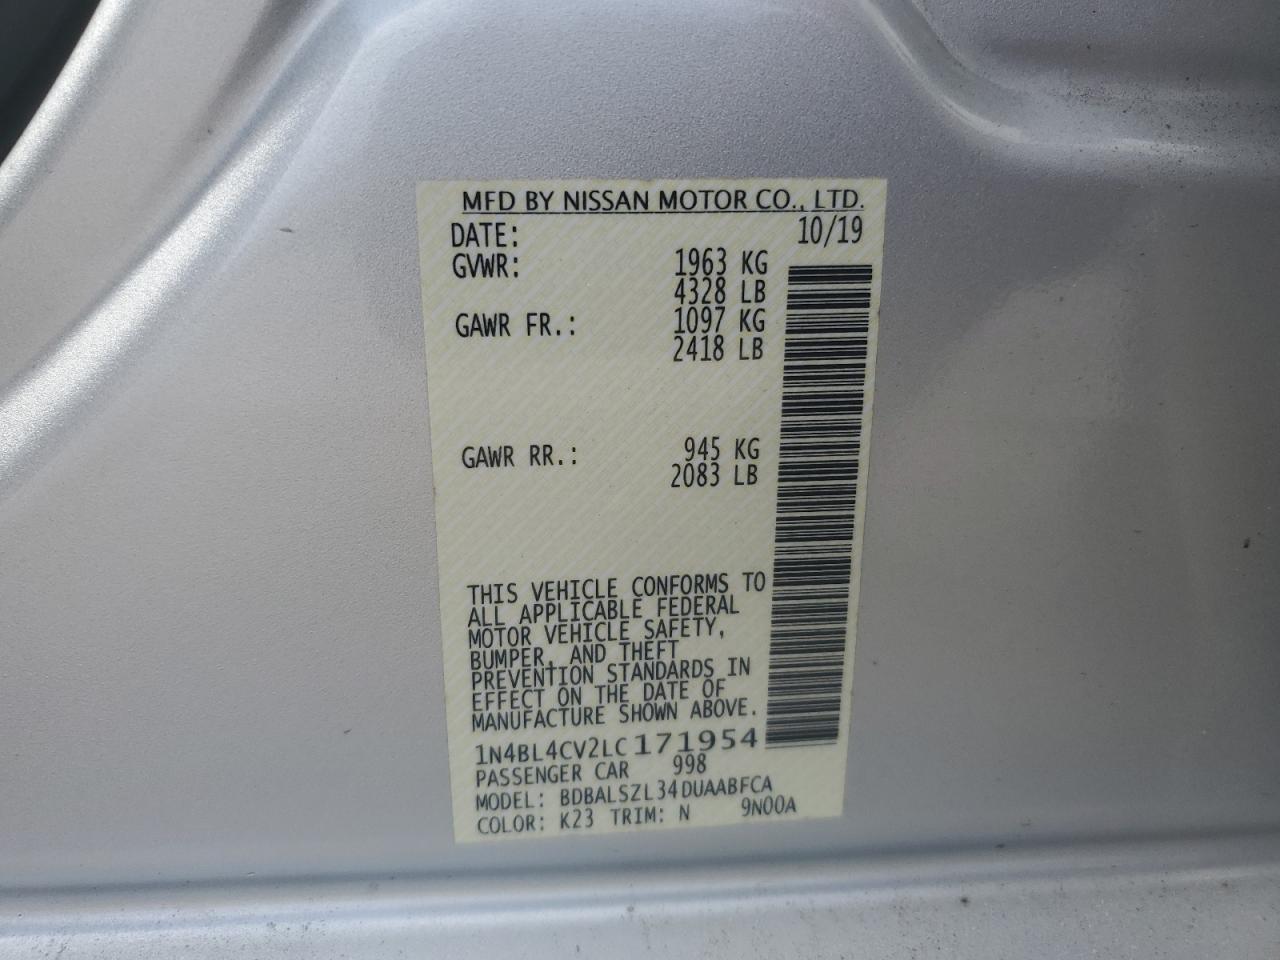 MFD BY NISSAN MOTOR CO., LTD.
DATE: 10/19
GVWR: 1963 KG
4328 LB
GAWR FR.: 1097 KG
2418 LB
GAWR RR.: 945 KG
2083 LB
THIS VEHICLE CONFORMS TO
ALL APPLICABLE FEDERAL
MOTOR VEHICLE SAFETY,
BUMPER, AND THEFT
PREVENTION STANDARDS IN
EFFECT ON THE DATE OF
MANUFACTURE SHOWN ABOVE.
1N4BL4CV2LC171954
PASSENGER CAR 998
MODEL: BDBALSZL34DUAABFCA
COLOR: K23 TRIM: N 9N00A